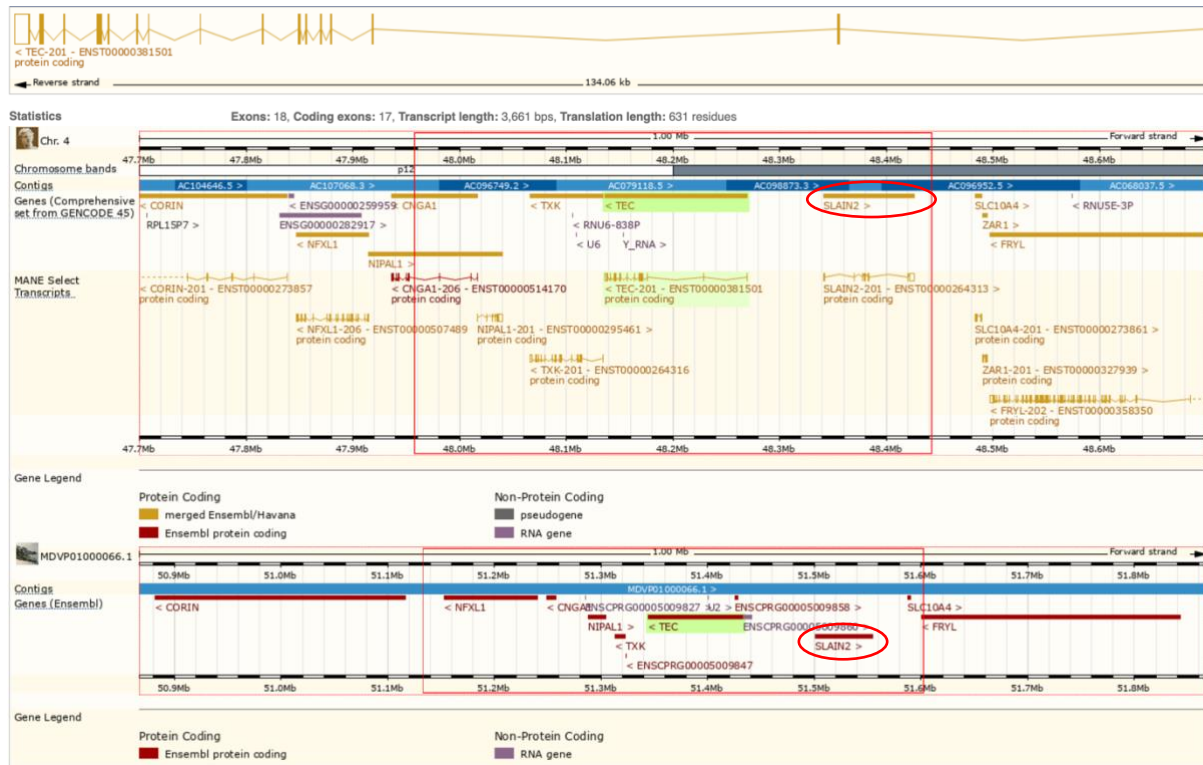 < TEC-201 - ENST00000381501
protein coding
Reverse strand 134.06 kb
Statistics Exons: 18, Coding exons: 17, Transcript length: 3,661 bps, Translation length: 631 residues
Chr. 4 1.00 Mb Forward strand
47.7Mb 47.8Mb 47.9Mb 48.0Mb 48.1Mb 48.2Mb 48.3Mb 48.4Mb 48.5Mb 48.6Mb
Chromosome bands p12
Contigs AC104646.5 > AC107068.3 > AC096749.2 > AC079118.5 > AC098873.3 > AC096952.5 > AC068037.5 >
Genes (Comprehensive set from GENCODE 45)
< CORIN < ENSG00000259959 < CNGA1 < TXK < TEC SLAIN2 > SLC10A4 > < RNU5E-3P
RPL15P7 > ENSG00000282917 > < RNU6-838P ZAR1 >
< NFXL1 < U6 Y_RNA > < FRYL
NIPAL1 >
MANE Select Transcripts
< CORIN-201 - ENST00000273857 < CNGA1-206 - ENST00000514170 < TEC-201 - ENST00000381501 SLAIN2-201 - ENST00000264313 >
protein coding protein coding protein coding protein coding
< NFXL1-206 - ENST00000507489 NIPAL1-201 - ENST00000295461 > SLC10A4-201 - ENST00000273861 >
protein coding protein coding protein coding
< TXK-201 - ENST00000264316 ZAR1-201 - ENST00000327939 >
protein coding protein coding
< FRYL-202 - ENST00000358350
protein coding
47.7Mb 47.8Mb 47.9Mb 48.0Mb 48.1Mb 48.2Mb 48.3Mb 48.4Mb 48.5Mb 48.6Mb
Gene Legend
Protein Coding Non-Protein Coding
merged Ensembl/Havana pseudogene
Ensembl protein coding RNA gene
MDVP01000066.1 1.00 Mb Forward strand
50.9Mb 51.0Mb 51.1Mb 51.2Mb 51.3Mb 51.4Mb 51.5Mb 51.6Mb 51.7Mb 51.8Mb
Contigs MDVP01000066.1 >
Genes (Ensembl)
< CORIN < NFXL1 < CNGA1 ENSCPRG00005009827 > U2 > ENSCPRG00005009858 > SLC10A4 >
NIPAL1 > < TEC < FRYL
< TXK SLAIN2 >
< ENSCPRG00005009847
50.9Mb 51.0Mb 51.1Mb 51.2Mb 51.3Mb 51.4Mb 51.5Mb 51.6Mb 51.7Mb 51.8Mb
Gene Legend
Protein Coding Non-Protein Coding
Ensembl protein coding RNA gene